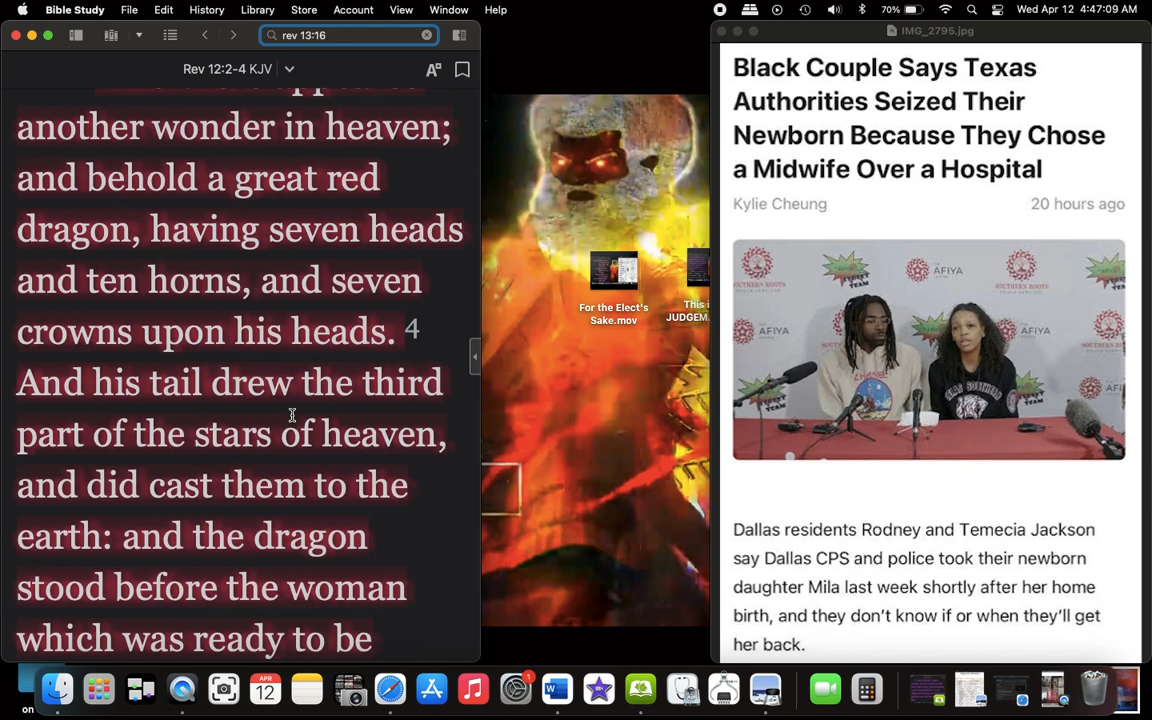 Bible Study File Edit History Library Store Account View Window Help
70% Wed Apr 12 4:47:09 AM
rev 13:16
IMG_2795.jpg
Rev 12:2-4 KJV
another wonder in heaven;
and behold a great red
dragon, having seven heads
and ten horns, and seven
crowns upon his heads. 4
And his tail drew the third
part of the stars of heaven,
and did cast them to the
earth: and the dragon
stood before the woman
which was ready to be
For the Elect's
Sake.mov
This i
JUDGEM.
Black Couple Says Texas
Authorities Seized Their
Newborn Because They Chose
a Midwife Over a Hospital
Kylie Cheung 20 hours ago
AFIYA
AFIYA
AFIYA
Dallas residents Rodney and Temecia Jackson
say Dallas CPS and police took their newborn
daughter Mila last week shortly after her home
birth, and they don't know if or when they'll get
her back.
on
APR
12
1